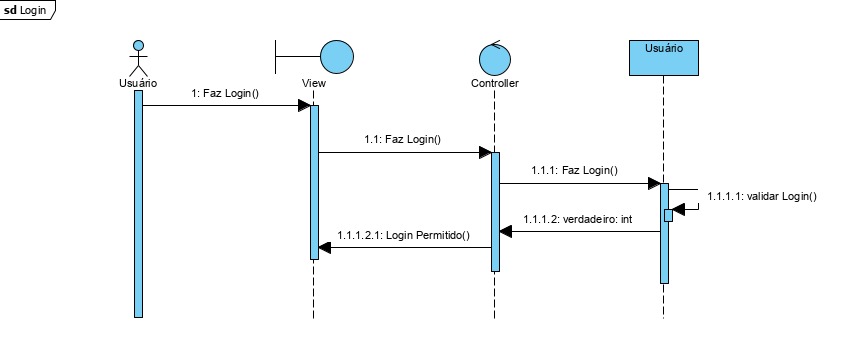 sd Login
Usuário
View
Controller
Usuário
1: Faz Login()
1.1: Faz Login()
1.1.1: Faz Login()
1.1.1.1: validar Login()
1.1.1.2: verdadeiro: int
1.1.1.2.1: Login Permitido()